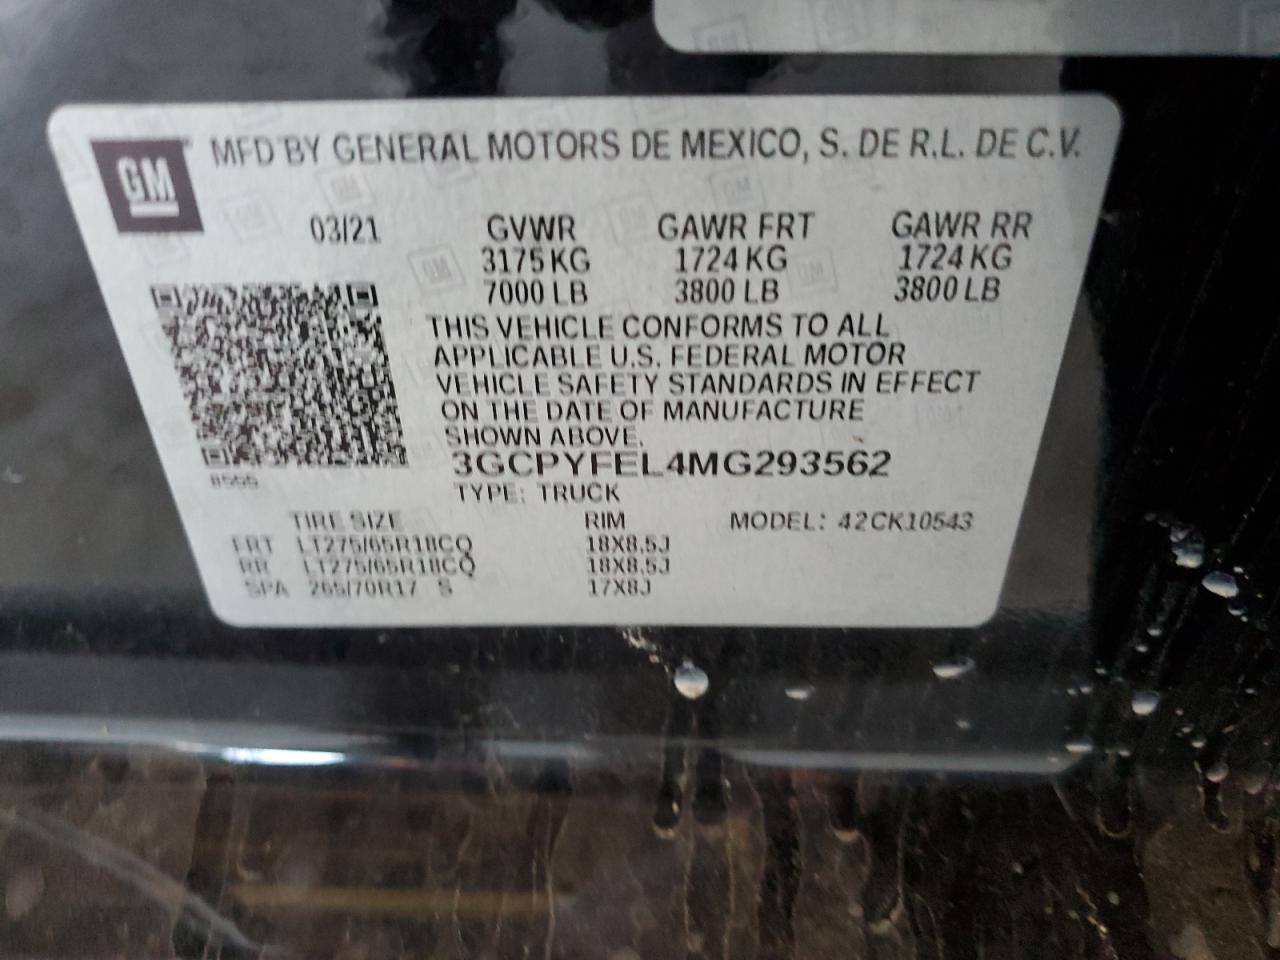 GM
MFD BY GENERAL MOTORS DE MEXICO, S. DE R.L. DE C.V.
03/21 GVWR GAWR FRT GAWR RR
3175 KG 1724 KG 1724 KG
7000 LB 3800 LB 3800 LB
THIS VEHICLE CONFORMS TO ALL
APPLICABLE U.S. FEDERAL MOTOR
VEHICLE SAFETY STANDARDS IN EFFECT
ON THE DATE OF MANUFACTURE
SHOWN ABOVE.
3GCPYFEL4MG293562
TYPE: TRUCK
TIRE SIZE RIM MODEL: 42CK10543
FRT LT275/65R18CQ 18X8.5J
RR LT275/65R18CQ 18X8.5J
SPA 265/70R17 S 17X8J